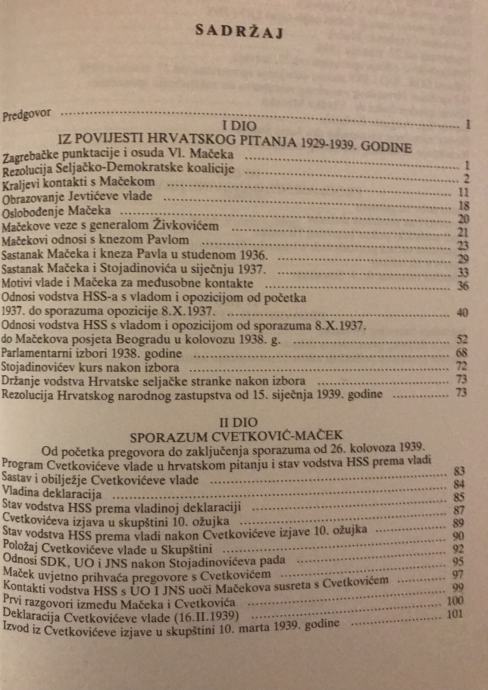 SADRŽAJ
Predgovor ........ I
I DIO
IZ POVIJESTI HRVATSKOG PITANJA 1929-1939. GODINE
Zagrebačke punktacije i osuda Vl. Mačeka ........ 1
Rezolucija Seljačko-Demokratske koalicije ........ 2
Kraljevi kontakti s Mačekom ........ 11
Obrazovanje Jevtićeve vlade ........ 18
Oslobođenje Mačeka ........ 20
Mačekove veze s generalom Živkovićem ........ 21
Mačekovi odnosi s knezom Pavlom ........ 23
Sastanak Mačeka i kneza Pavla u studenom 1936. ........ 29
Sastanak Mačeka i Stojadinovića u siječnju 1937. ........ 33
Motivi vlade i Mačeka za međusobne kontakte ........ 36
Odnosi vodstva HSS-a s vladom i opozicijom od početka
1937. do sporazuma opozicije 8.X.1937. ........ 40
Odnosi vodstva HSS s vladom i opozicijom od sporazuma 8.X.1937.
do Mačekova posjeta Beogradu u kolovozu 1938. g. ........ 52
Parlamentarni izbori 1938. godine ........ 68
Stojadinovićev kurs nakon izbora ........ 72
Držanje vodstva Hrvatske seljačke stranke nakon izbora ........ 73
Rezolucija Hrvatskog narodnog zastupstva od 15. siječnja 1939. godine ........ 73
II DIO
SPORAZUM CVETKOVIĆ-MAČEK
Od početka pregovora do zaključenja sporazuma od 26. kolovoza 1939.
Program Cvetkovićeve vlade u hrvatskom pitanju i stav vodstva HSS prema vladi
Sastav i obilježje Cvetkovićeve vlade ........ 83
Vladina deklaracija ........ 84
Stav vodstva HSS prema vladinoj deklaraciji ........ 85
Cvetkovićeva izjava u skupštini 10. ožujka ........ 87
Stav vodstva HSS prema vladi nakon Cvetkovićeve izjave 10. ožujka ........ 89
Položaj Cvetkovićeve vlade u Skupštini ........ 90
Odnosi SDK, UO i JNS nakon Stojadinovićeva pada ........ 92
Maček uvjetno prihvaća pregovore s Cvetkovićem ........ 95
Kontakti vodstva HSS s UO I JNS uoči Mačekova susreta s Cvetkovićem ........ 97
Prvi razgovori između Mačeka i Cvetkovića ........ 99
Deklaracija Cvetkovićeve vlade (16.II.1939) ........ 100
Izvod iz Cvetkovićeve izjave u skupštini 10. marta 1939. godine ........ 101